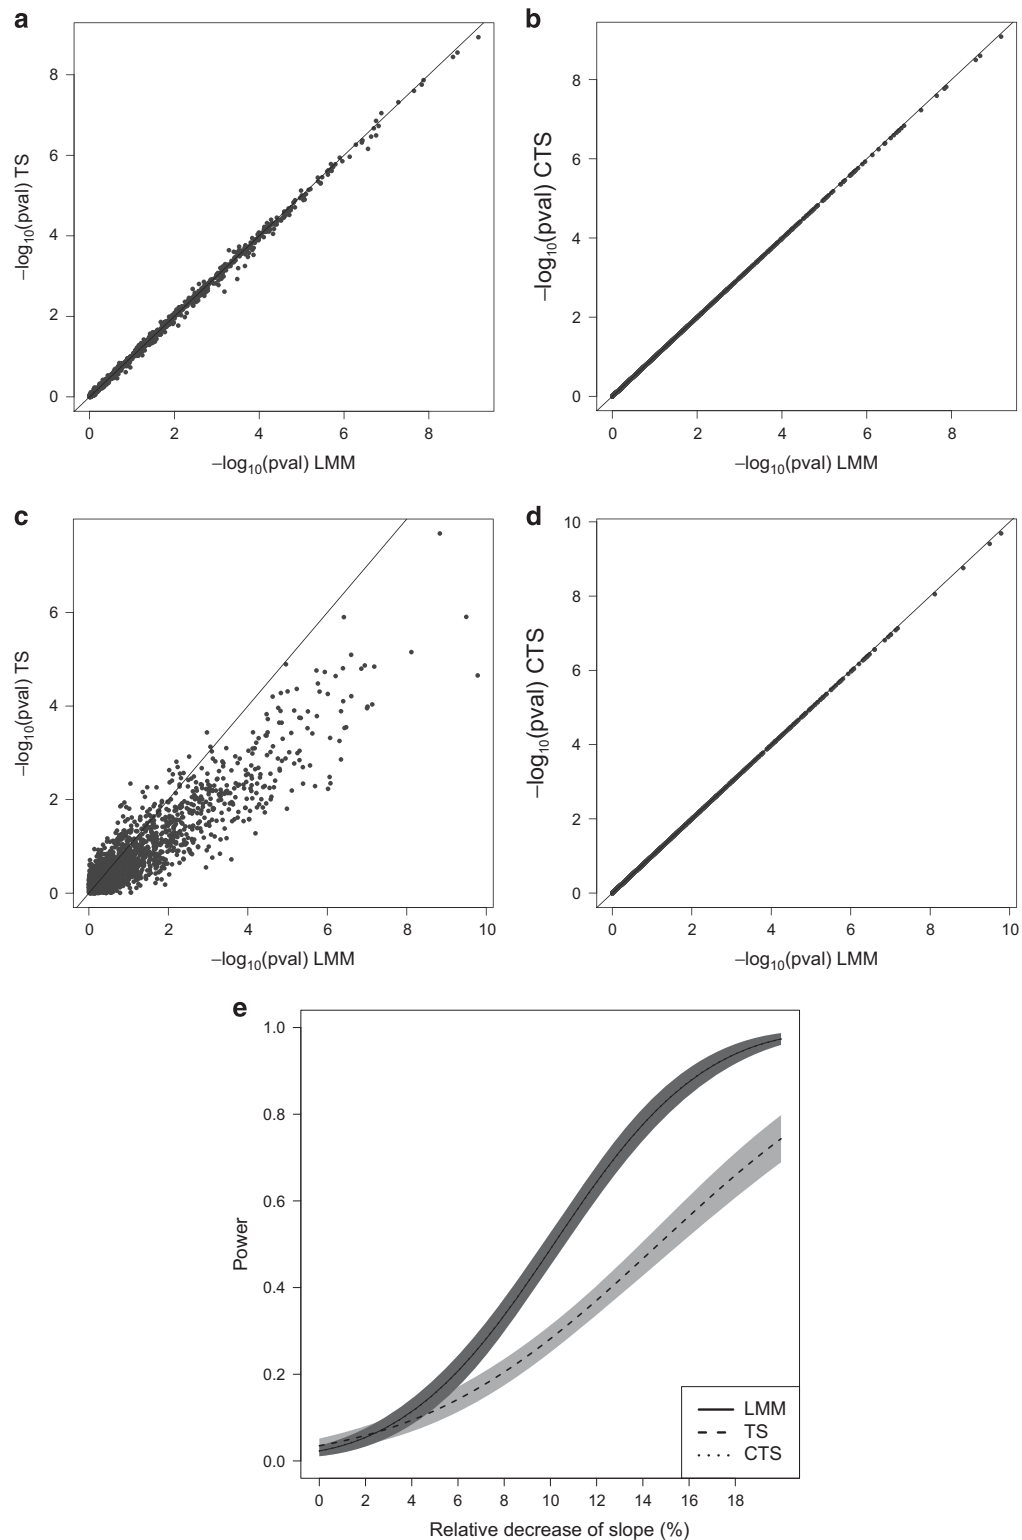 a
8
6
4
2
0
−log10(pval) TS
0 2 4 6 8
−log10(pval) LMM
b
8
6
4
2
0
−log10(pval) CTS
0 2 4 6 8
−log10(pval) LMM
c
6
4
2
0
−log10(pval) TS
0 2 4 6 8 10
−log10(pval) LMM
d
10
8
6
4
2
0
−log10(pval) CTS
0 2 4 6 8 10
−log10(pval) LMM
e
1.0
0.8
0.6
0.4
0.2
0.0
Power
LMM
TS
CTS
0 2 4 6 8 10 12 14 16 18
Relative decrease of slope (%)